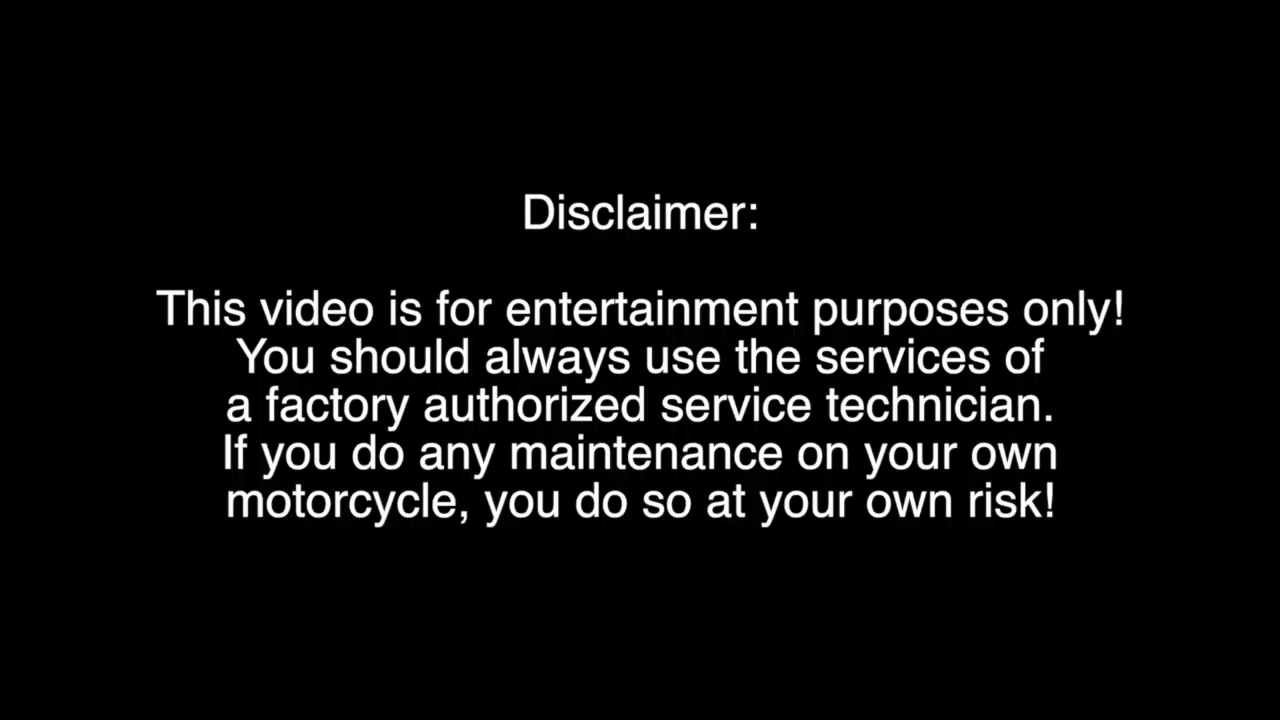 Disclaimer:
This video is for entertainment purposes only!
You should always use the services of
a factory authorized service technician.
If you do any maintenance on your own
motorcycle, you do so at your own risk!